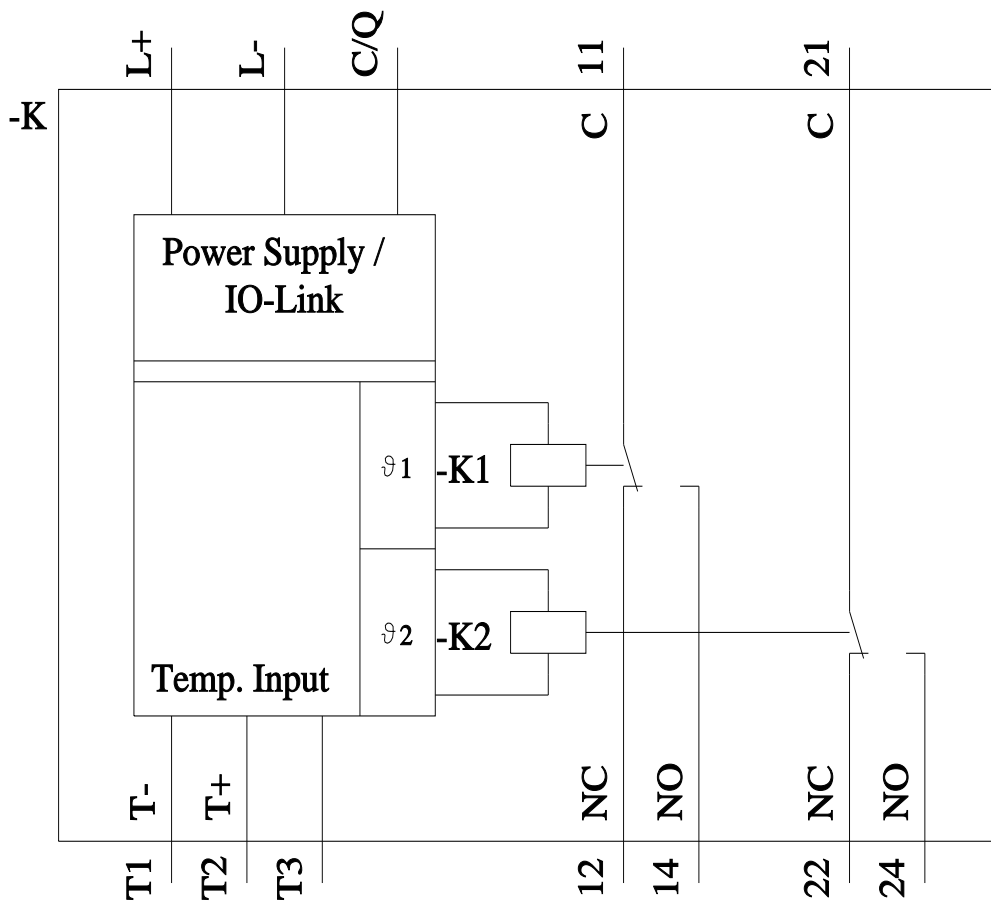 L+
L-
C/Q
11
21
-K
C
C
Power Supply /
IO-Link
ϑ1
-K1
ϑ2
-K2
Temp. Input
T-
T+
NC
NO
NC
NO
T1
T2
T3
12
14
22
24